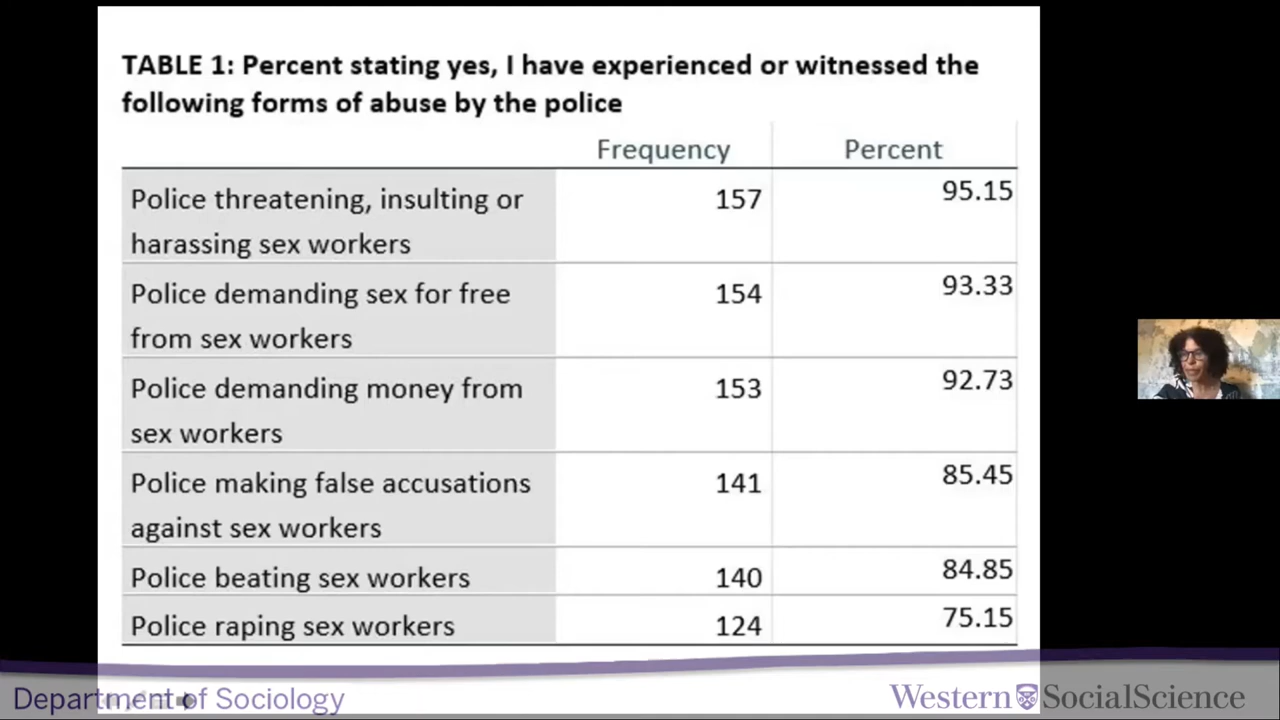 TABLE 1: Percent stating yes, I have experienced or witnessed the
following forms of abuse by the police
Frequency Percent
Police threatening, insulting or
harassing sex workers
157 95.15
Police demanding sex for free
from sex workers
154 93.33
Police demanding money from
sex workers
153 92.73
Police making false accusations
against sex workers
141 85.45
Police beating sex workers 140 84.85
Police raping sex workers 124 75.15
Department of Sociology
Western SocialScience